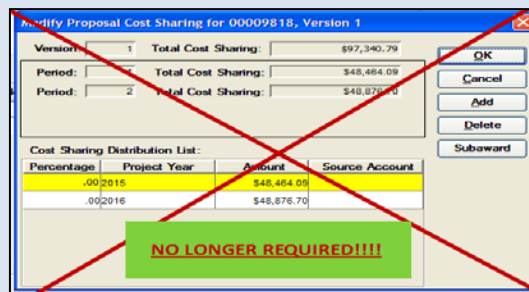 Modify Proposal Cost Sharing for 00009818, Version 1
Version: 1 Total Cost Sharing: $97,340.79
OK
Period: 1 Total Cost Sharing: $48,464.09
Cancel
Period: 2 Total Cost Sharing: $48,876.70
Add
Delete
Cost Sharing Distribution List:
Subaward
Percentage Project Year Amount Source Account
.00 2015 $48,464.09
.00 2016 $48,876.70
NO LONGER REQUIRED!!!!